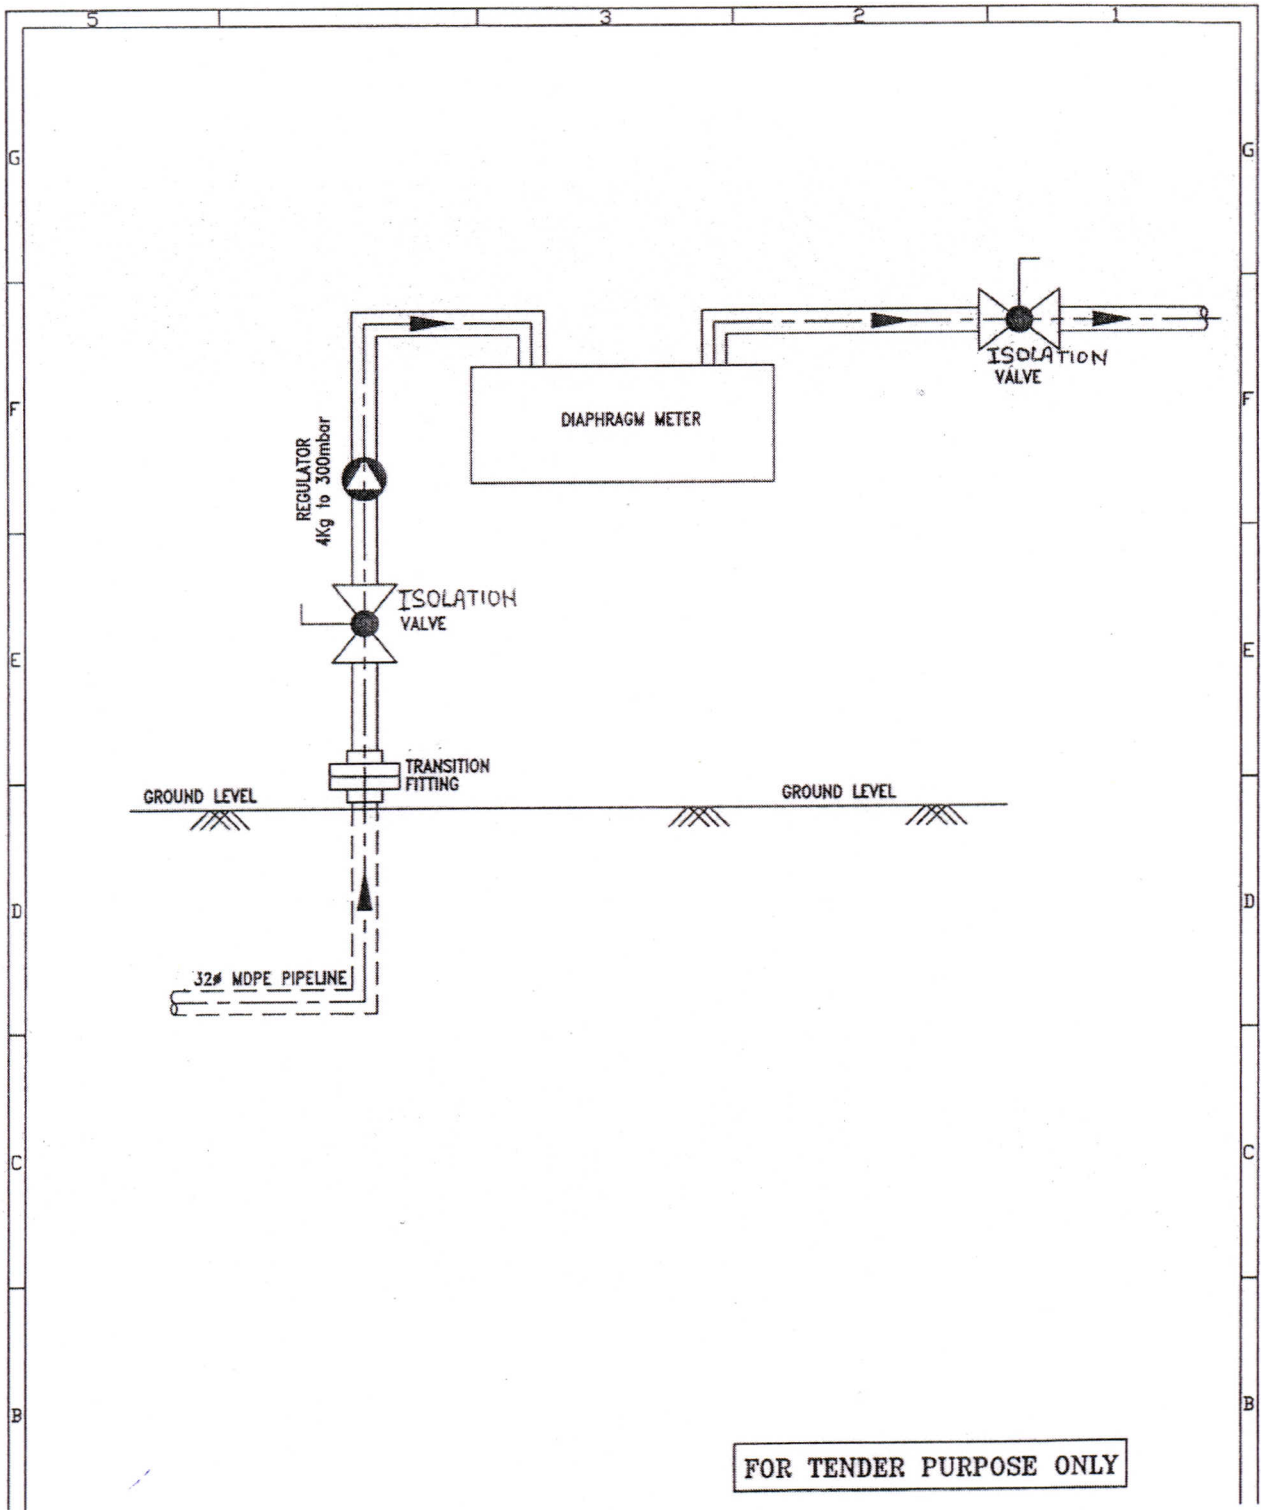 5
3
2
1
G
G
ISOLATION
VALVE
F
F
DIAPHRAGM METER
REGULATOR
4Kg to 300mbar
ISOLATION
VALVE
E
E
TRANSITION
FITTING
GROUND LEVEL
GROUND LEVEL
D
D
32ø MDPE PIPELINE
C
C
B
B
FOR TENDER PURPOSE ONLY